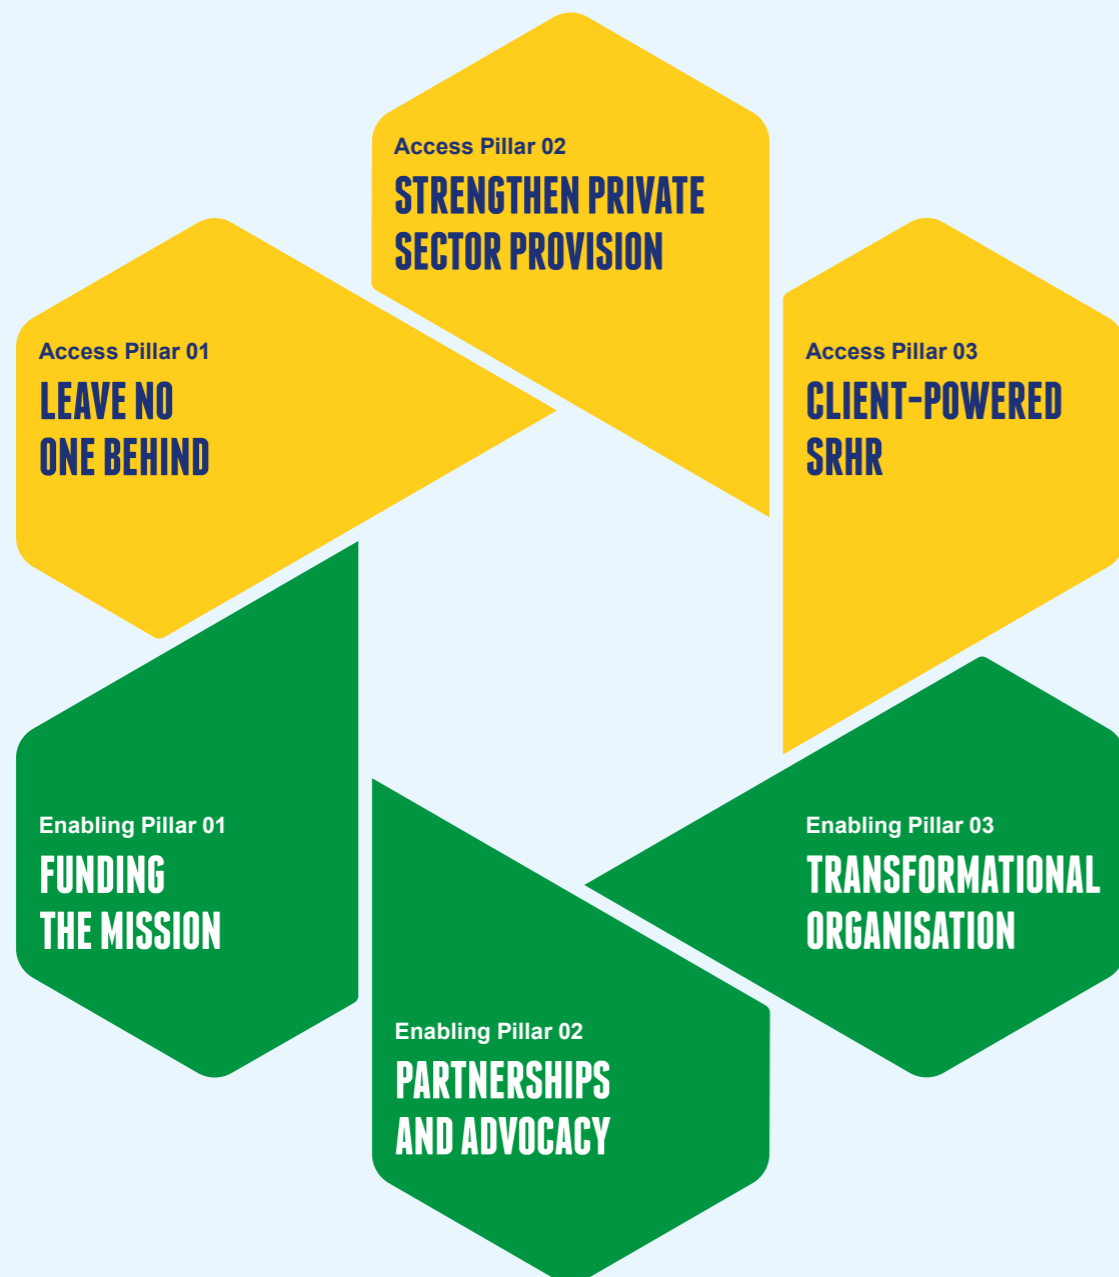 Access Pillar 01
LEAVE NO
ONE BEHIND
Access Pillar 02
STRENGTHEN PRIVATE
SECTOR PROVISION
Access Pillar 03
CLIENT-POWERED
SRHR
Enabling Pillar 01
FUNDING
THE MISSION
Enabling Pillar 02
PARTNERSHIPS
AND ADVOCACY
Enabling Pillar 03
TRANSFORMATIONAL
ORGANISATION